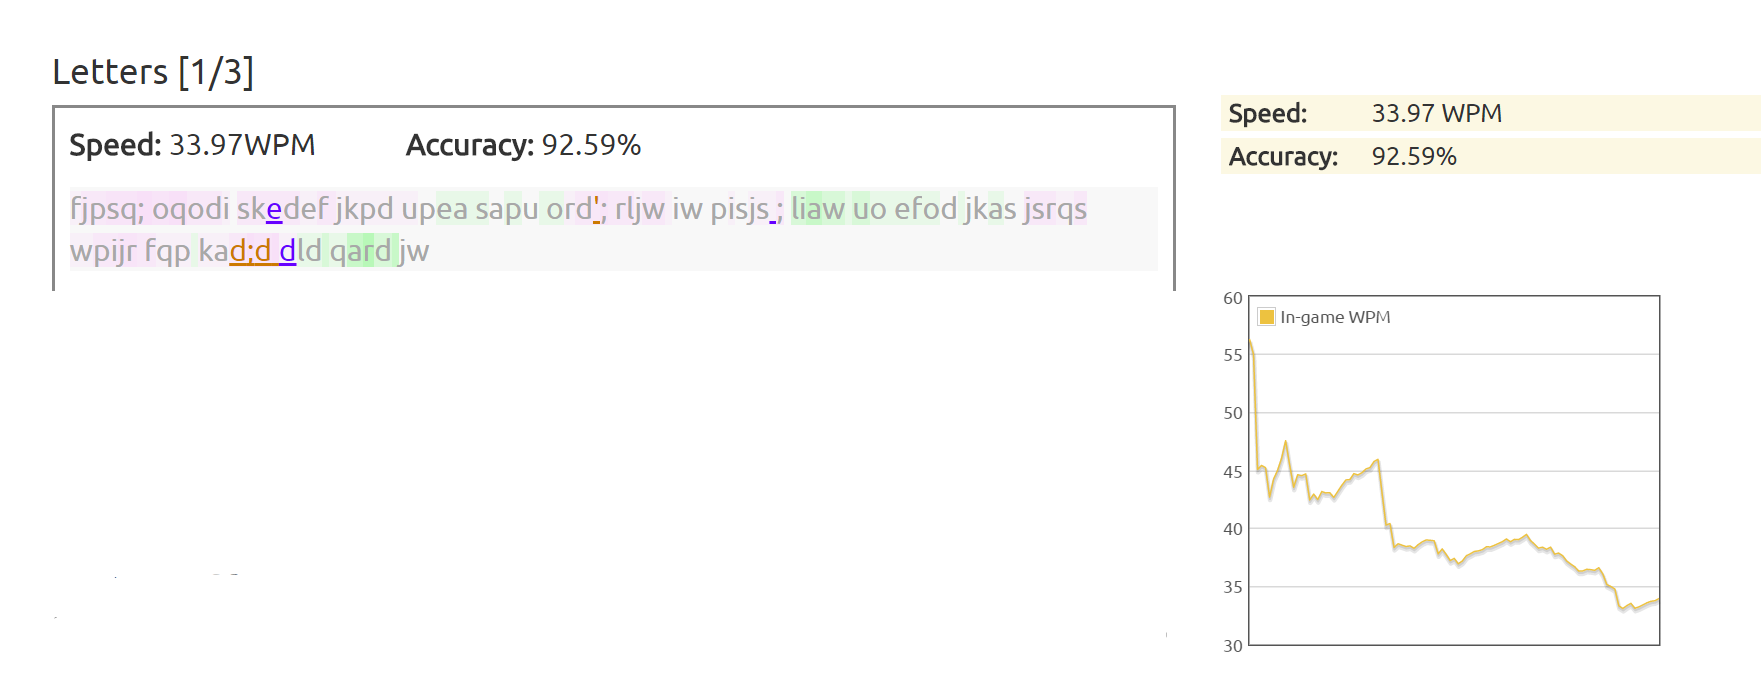 Letters [1/3]
Speed: 33.97WPM Accuracy: 92.59%
fjpsq; oqodi skedef jkpd upea sapu ord'; rljw iw pisjs ; liaw uo efod jkas jsrqs
wpijr fqp kad;d dld qard jw
Speed: 33.97 WPM
Accuracy: 92.59%
60
In-game WPM
55
50
45
40
35
30